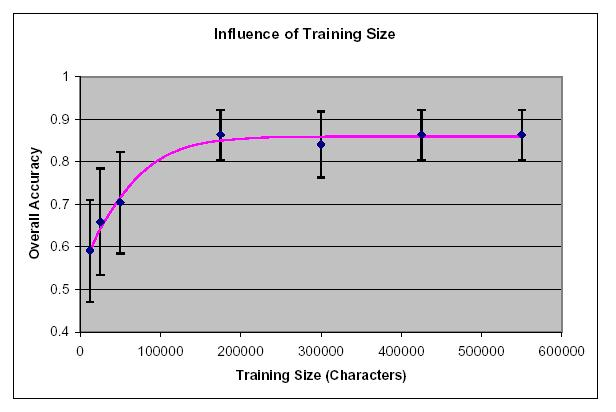 Influence of Training Size
Overall Accuracy
1
0.9
0.8
0.7
0.6
0.5
0.4
0 100000 200000 300000 400000 500000 600000
Training Size (Characters)